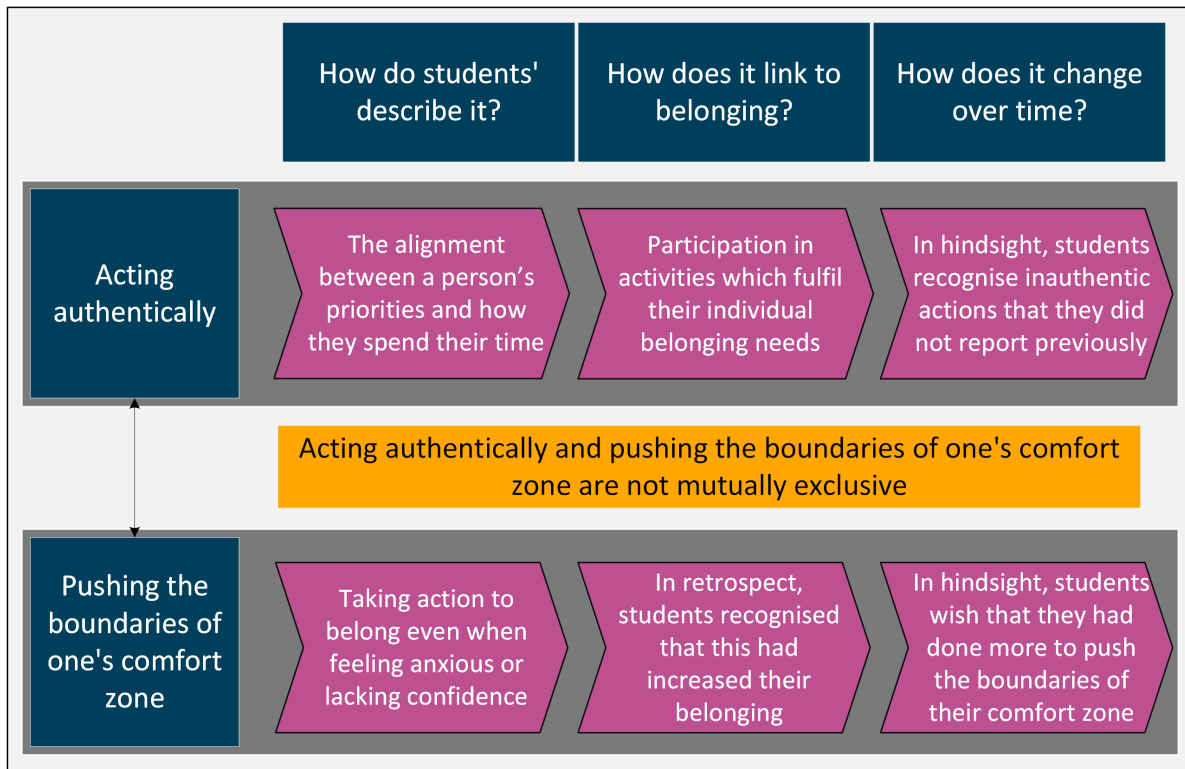 How do students'
describe it?
How does it link to
belonging?
How does it change
over time?
Acting
authentically
The alignment
between a person’s
priorities and how
they spend their time
Participation in
activities which fulfil
their individual
belonging needs
In hindsight, students
recognise inauthentic
actions that they did
not report previously
Acting authentically and pushing the boundaries of one's comfort
zone are not mutually exclusive
Pushing the
boundaries of
one's comfort
zone
Taking action to
belong even when
feeling anxious or
lacking confidence
In retrospect,
students recognised
that this had
increased their
belonging
In hindsight, students
wish that they had
done more to push
the boundaries of
their comfort zone